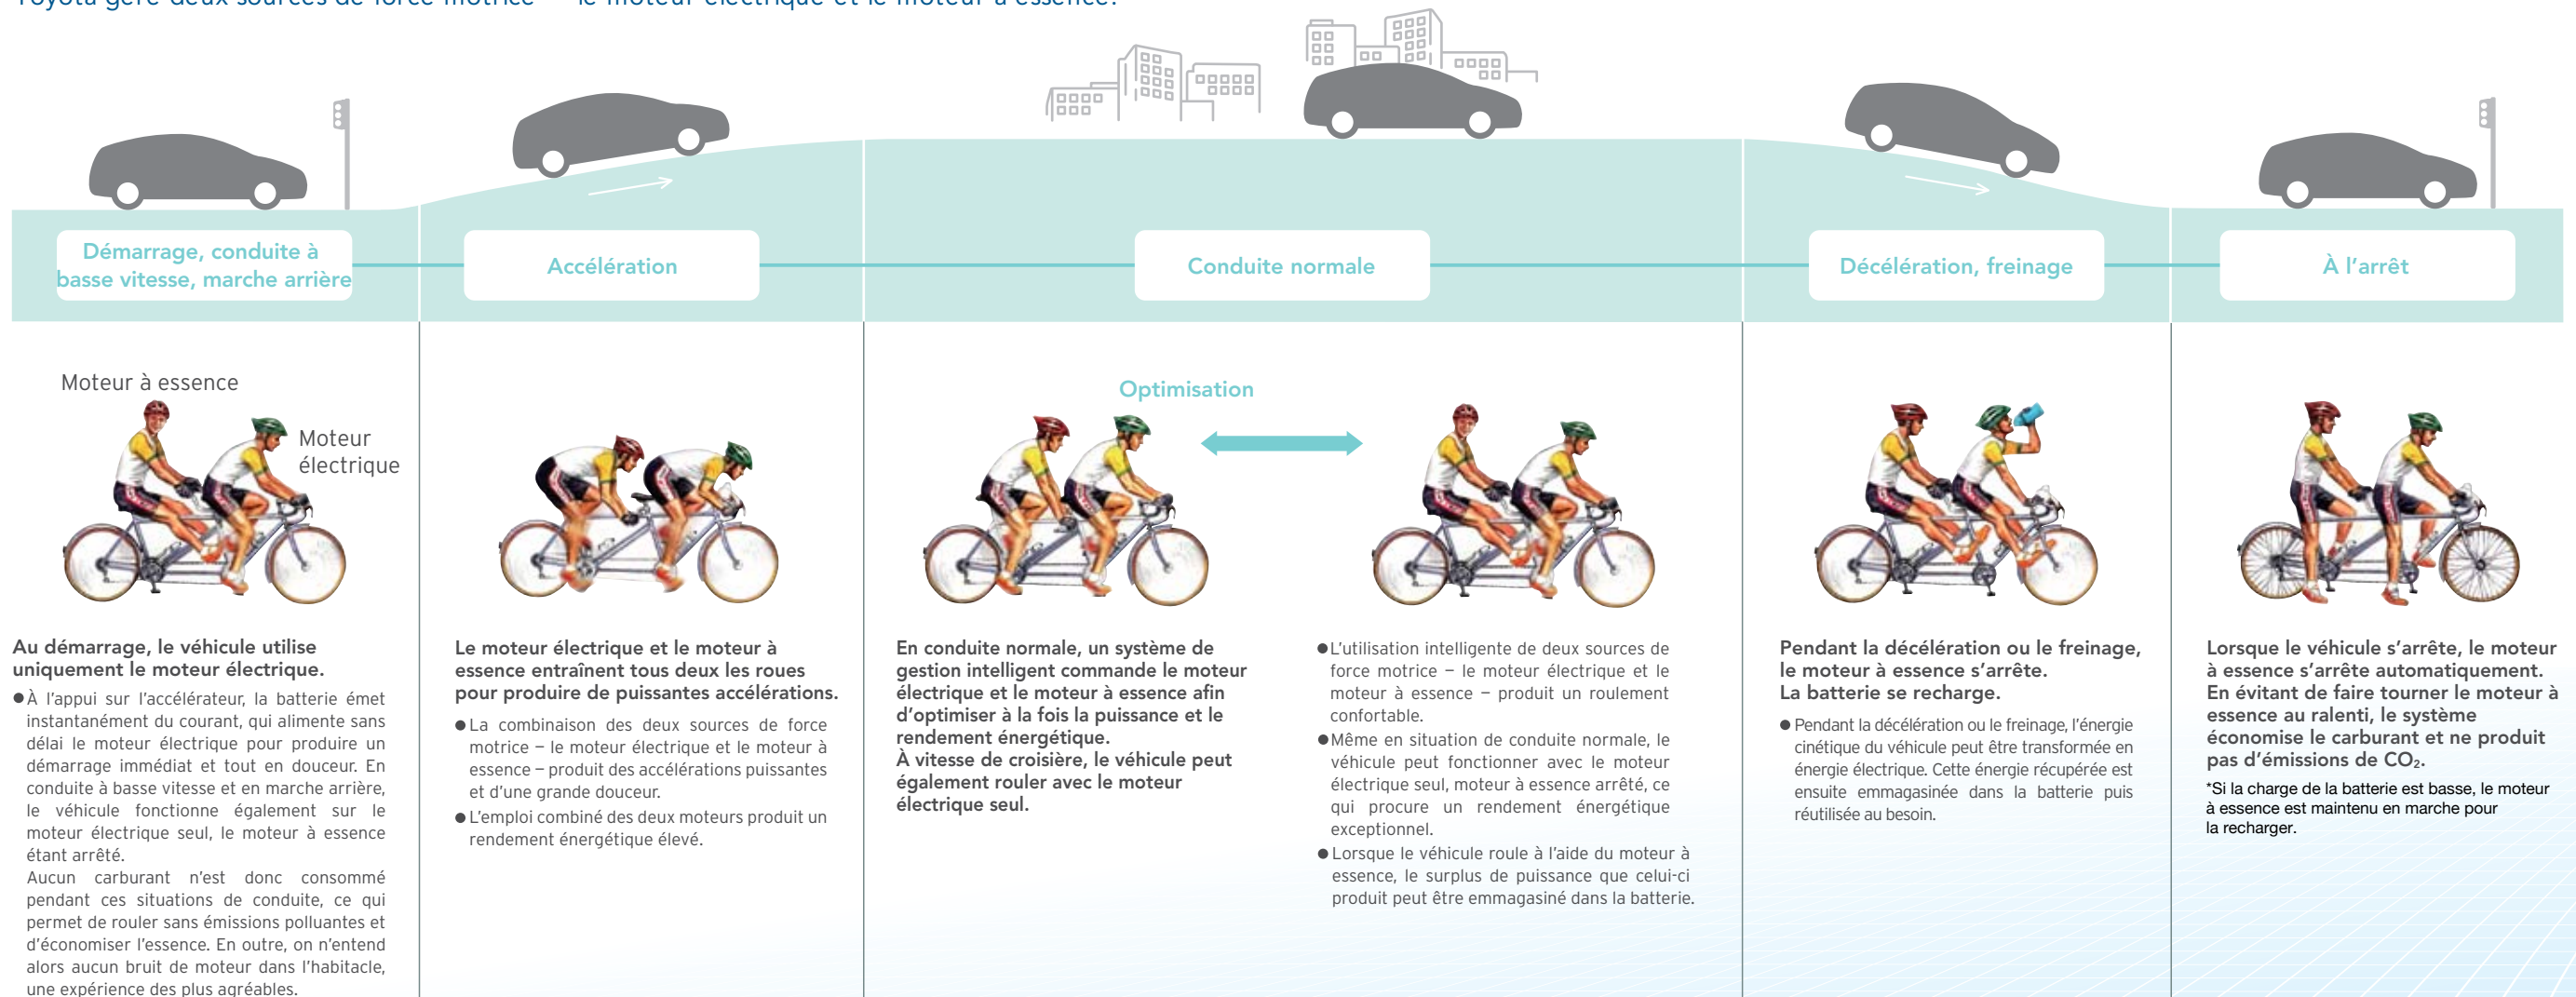 Toyota gère deux sources de force motrice — le moteur électrique et le moteur à essence.
Démarrage, conduite à
basse vitesse, marche arrière
Accélération
Conduite normale
Décélération, freinage
À l’arrêt
Moteur à essence
Moteur
électrique
Optimisation
Au démarrage, le véhicule utilise
uniquement le moteur électrique.
● À l’appui sur l’accélérateur, la batterie émet
instantanément du courant, qui alimente sans
délai le moteur électrique pour produire un
démarrage immédiat et tout en douceur. En
conduite à basse vitesse et en marche arrière,
le véhicule fonctionne également sur le
moteur électrique seul, le moteur à essence
étant arrêté.
Aucun carburant n’est donc consommé
pendant ces situations de conduite, ce qui
permet de rouler sans émissions polluantes et
d’économiser l’essence. En outre, on n’entend
alors aucun bruit de moteur dans l’habitacle,
une expérience des plus agréables.
Le moteur électrique et le moteur à
essence entraînent tous deux les roues
pour produire de puissantes accélérations.
● La combinaison des deux sources de force
motrice – le moteur électrique et le moteur à
essence – produit des accélérations puissantes
et d’une grande douceur.
● L’emploi combiné des deux moteurs produit un
rendement énergétique élevé.
En conduite normale, un système de
gestion intelligent commande le moteur
électrique et le moteur à essence afin
d’optimiser à la fois la puissance et le
rendement énergétique.
À vitesse de croisière, le véhicule peut
également rouler avec le moteur
électrique seul.
● L’utilisation intelligente de deux sources de
force motrice – le moteur électrique et le
moteur à essence – produit un roulement
confortable.
● Même en situation de conduite normale, le
véhicule peut fonctionner avec le moteur
électrique seul, moteur à essence arrêté, ce
qui procure un rendement énergétique
exceptionnel.
● Lorsque le véhicule roule à l’aide du moteur à
essence, le surplus de puissance que celui-ci
produit peut être emmagasiné dans la batterie.
Pendant la décélération ou le freinage,
le moteur à essence s’arrête.
La batterie se recharge.
● Pendant la décélération ou le freinage, l’énergie
cinétique du véhicule peut être transformée en
énergie électrique. Cette énergie récupérée est
ensuite emmagasinée dans la batterie puis
réutilisée au besoin.
Lorsque le véhicule s’arrête, le moteur
à essence s’arrête automatiquement.
En évitant de faire tourner le moteur à
essence au ralenti, le système
économise le carburant et ne produit
pas d’émissions de CO₂.
*Si la charge de la batterie est basse, le moteur
à essence est maintenu en marche pour
la recharger.